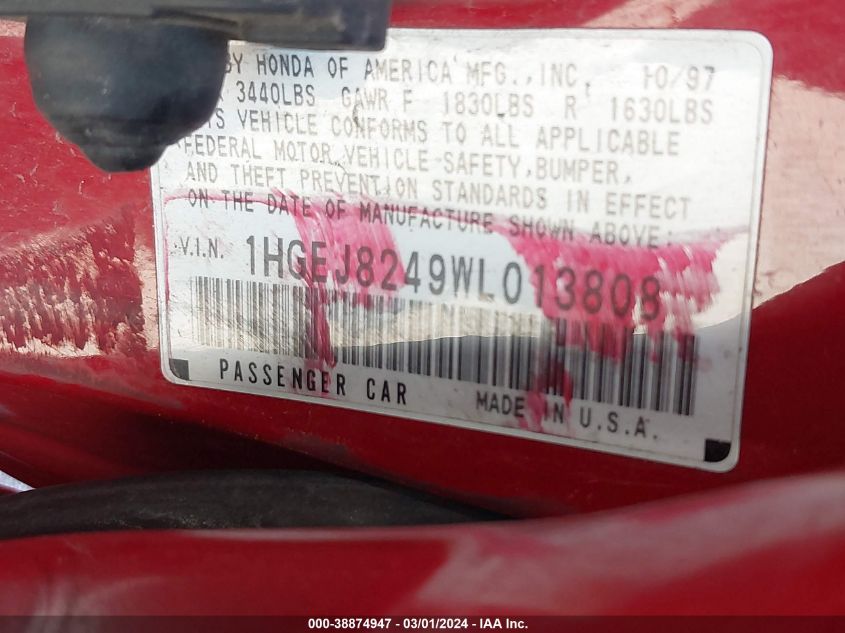 BY HONDA OF AMERICA MFG., INC. 10/97
3440LBS GAWR F 1830LBS R 1630LBS
VEHICLE CONFORMS TO ALL APPLICABLE
FEDERAL MOTOR VEHICLE SAFETY, BUMPER,
AND THEFT PREVENTION STANDARDS IN EFFECT
ON THE DATE OF MANUFACTURE SHOWN ABOVE:
V.I.N. 1HGEJ8249WL013808
PASSENGER CAR MADE IN U.S.A.
000-38874947 - 03/01/2024 - IAA Inc.